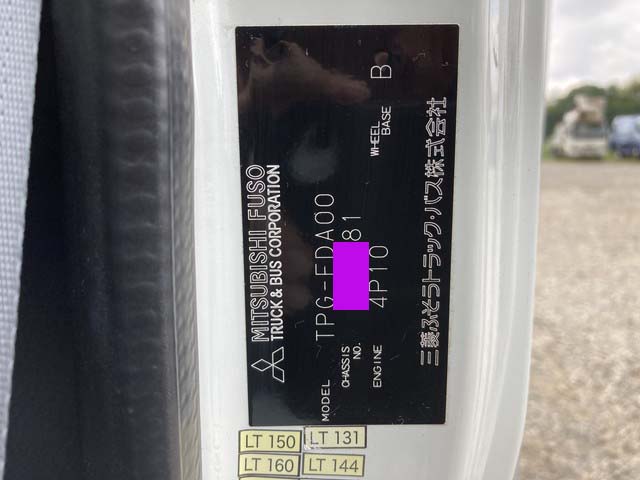 MITSUBISHI FUSO
TRUCK & BUS CORPORATION
MODEL TPG-FDA00
CHASSIS NO. 81
ENGINE 4P10 WHEEL BASE B
三菱ふそうトラック・バス株式会社
LT 150 LT 131
LT 160 LT 144